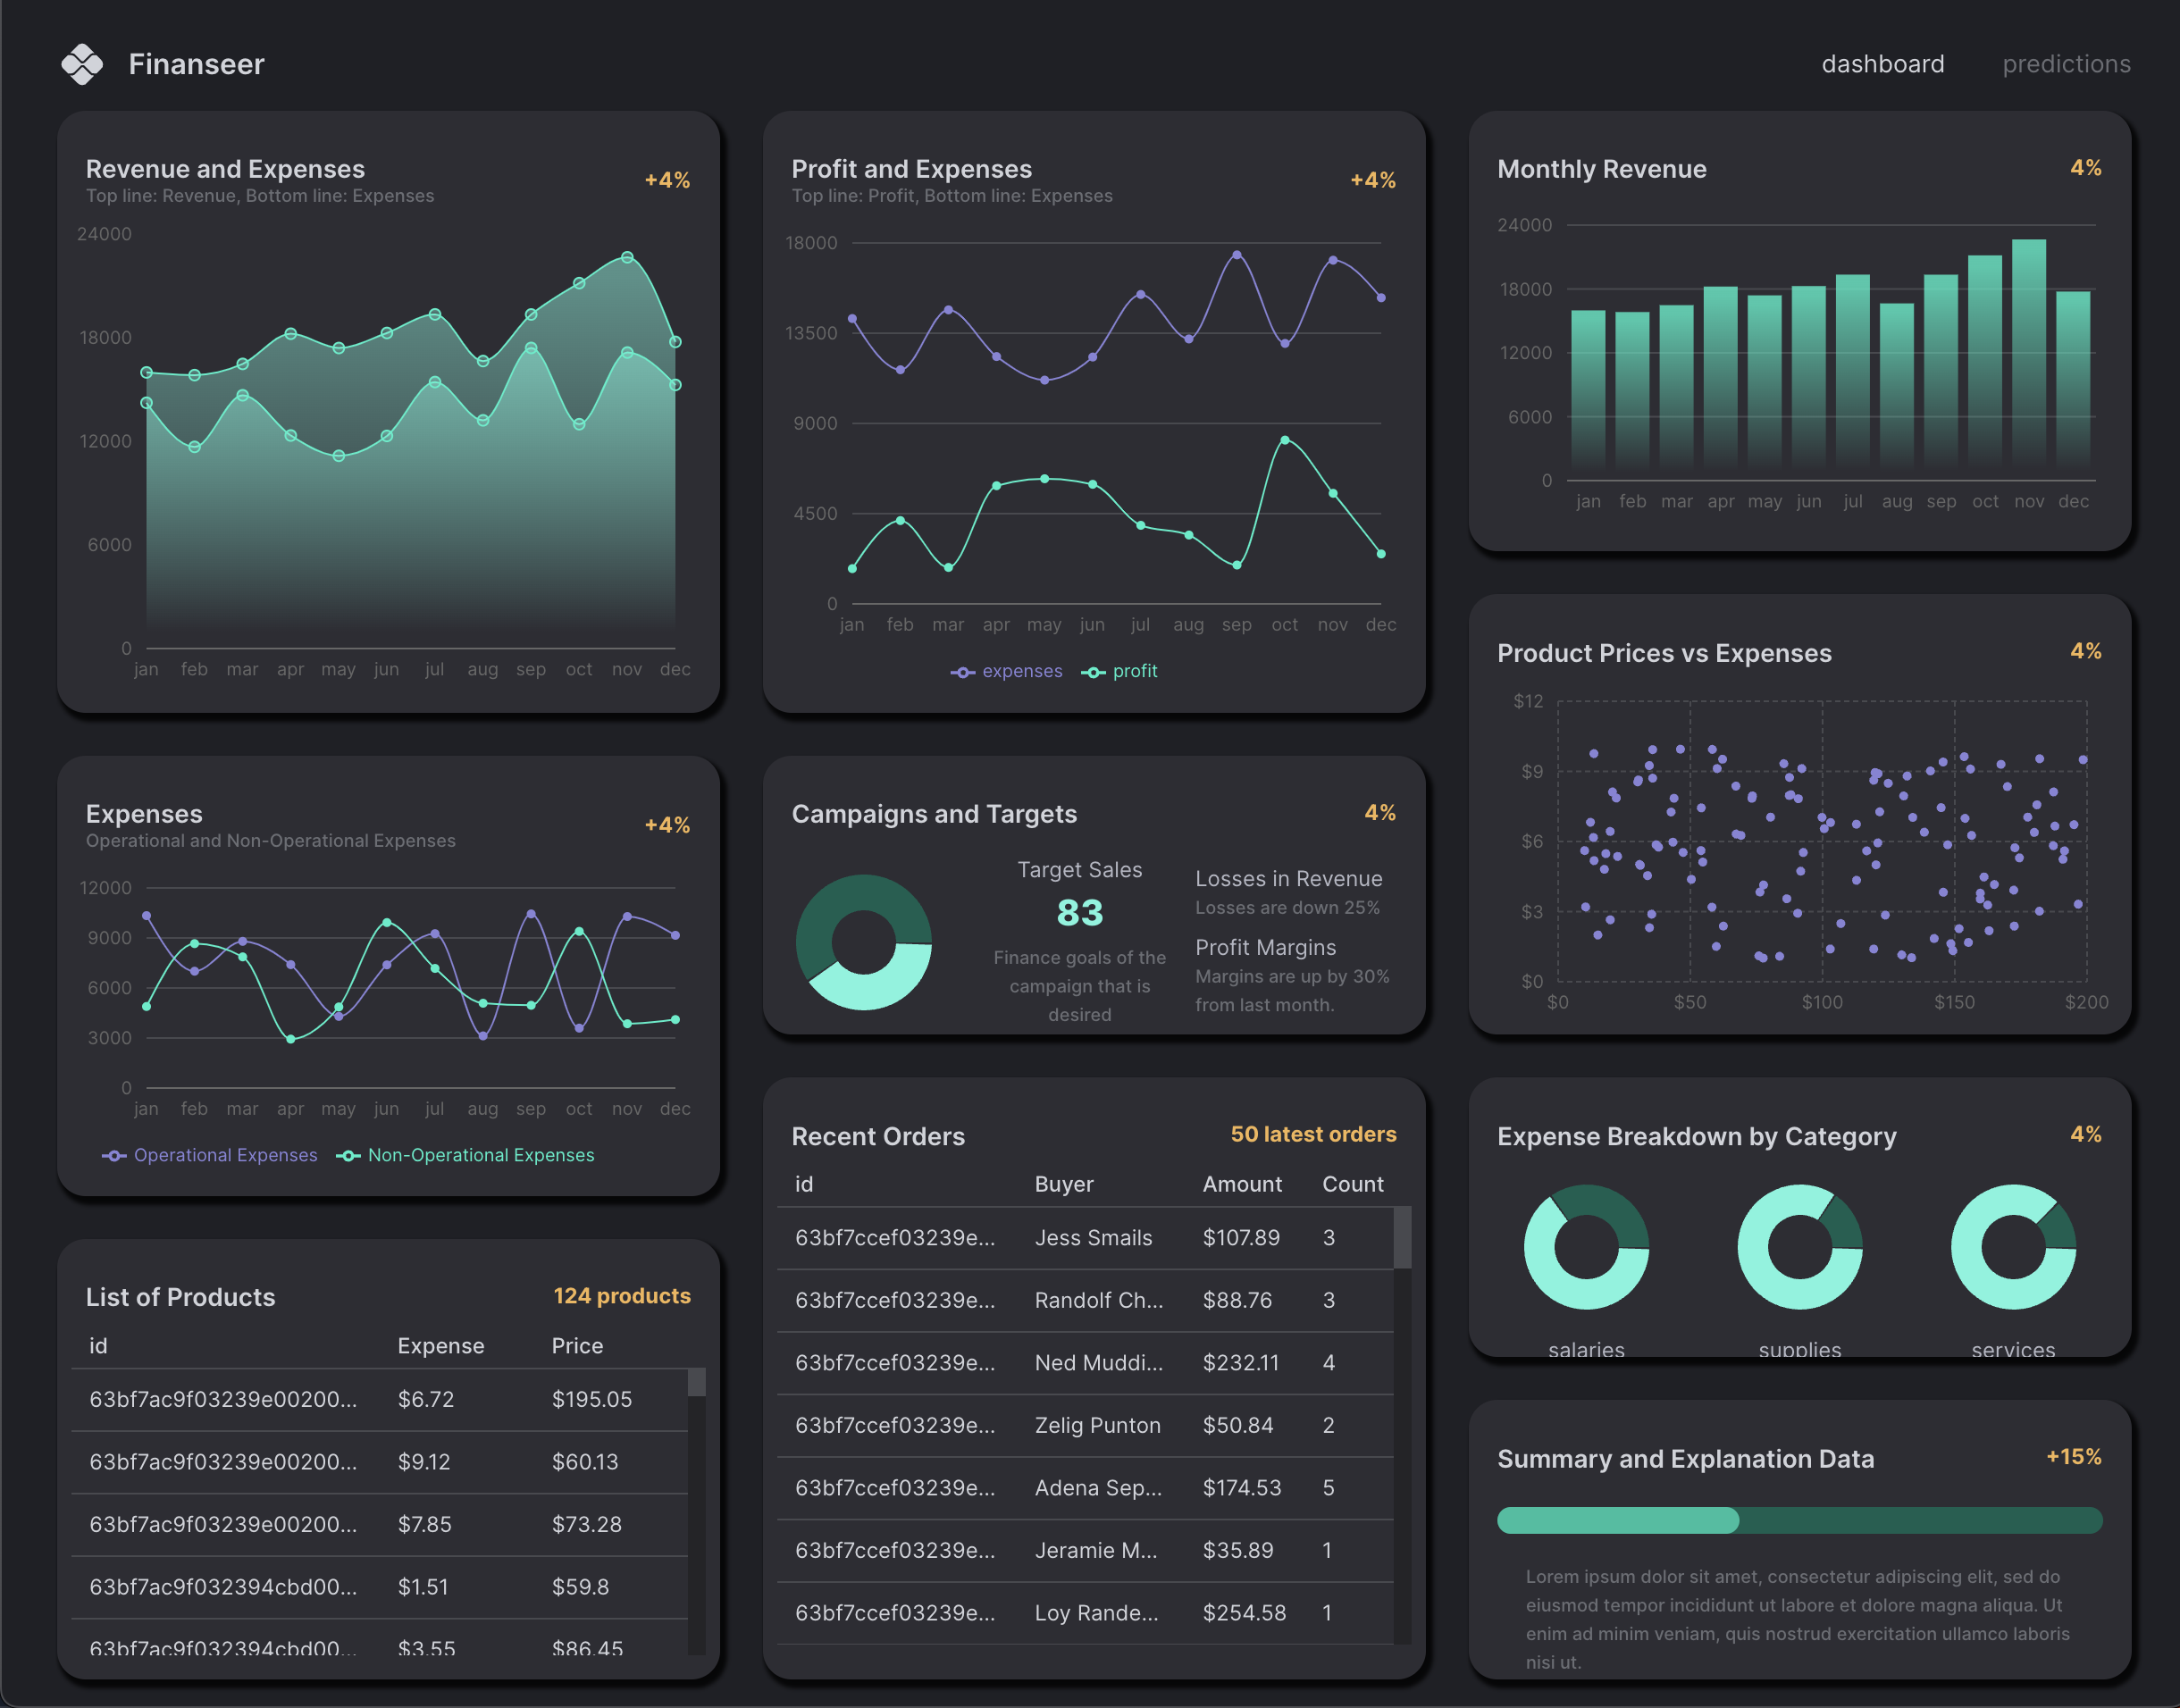 Finanseer
dashboard predictions
Revenue and Expenses
Top line: Revenue, Bottom line: Expenses
+4%
24000
18000
12000
6000
0
jan feb mar apr may jun jul aug sep oct nov dec
Profit and Expenses
Top line: Profit, Bottom line: Expenses
+4%
18000
13500
9000
4500
0
jan feb mar apr may jun jul aug sep oct nov dec
expenses profit
Monthly Revenue
4%
24000
18000
12000
6000
0
jan feb mar apr may jun jul aug sep oct nov dec
Expenses
Operational and Non-Operational Expenses
+4%
12000
9000
6000
3000
0
jan feb mar apr may jun jul aug sep oct nov dec
Operational Expenses Non-Operational Expenses
Campaigns and Targets
4%
Target Sales
83
Finance goals of the
campaign that is
desired
Losses in Revenue
Losses are down 25%
Profit Margins
Margins are up by 30%
from last month.
Product Prices vs Expenses
4%
$12
$9
$6
$3
$0
$0 $50 $100 $150 $200
List of Products
124 products
id Expense Price
63bf7ac9f03239e00200... $6.72 $195.05
63bf7ac9f03239e00200... $9.12 $60.13
63bf7ac9f03239e00200... $7.85 $73.28
63bf7ac9f032394cbd00... $1.51 $59.8
63bf7ac9f032394cbd00... $3.55 $86.45
Recent Orders
50 latest orders
id Buyer Amount Count
63bf7ccef03239e... Jess Smails $107.89 3
63bf7ccef03239e... Randolf Ch... $88.76 3
63bf7ccef03239e... Ned Muddi... $232.11 4
63bf7ccef03239e... Zelig Punton $50.84 2
63bf7ccef03239e... Adena Sep... $174.53 5
63bf7ccef03239e... Jeramie M... $35.89 1
63bf7ccef03239e... Loy Rande... $254.58 1
Expense Breakdown by Category
4%
salaries supplies services
Summary and Explanation Data
+15%
Lorem ipsum dolor sit amet, consectetur adipiscing elit, sed do
eiusmod tempor incididunt ut labore et dolore magna aliqua. Ut
enim ad minim veniam, quis nostrud exercitation ullamco laboris
nisi ut.